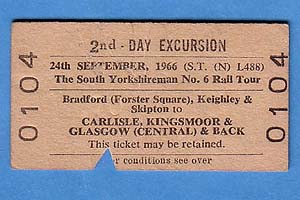 2nd - DAY EXCURSION
24th SEPTEMBER, 1966 (S.T. (N) L488)
The South Yorkshireman No. 6 Rail Tour
Bradford (Forster Square), Keighley &
Skipton to
CARLISLE, KINGSMOOR &
GLASGOW (CENTRAL) & BACK
This ticket may be retained.
conditions see over
0104
0104